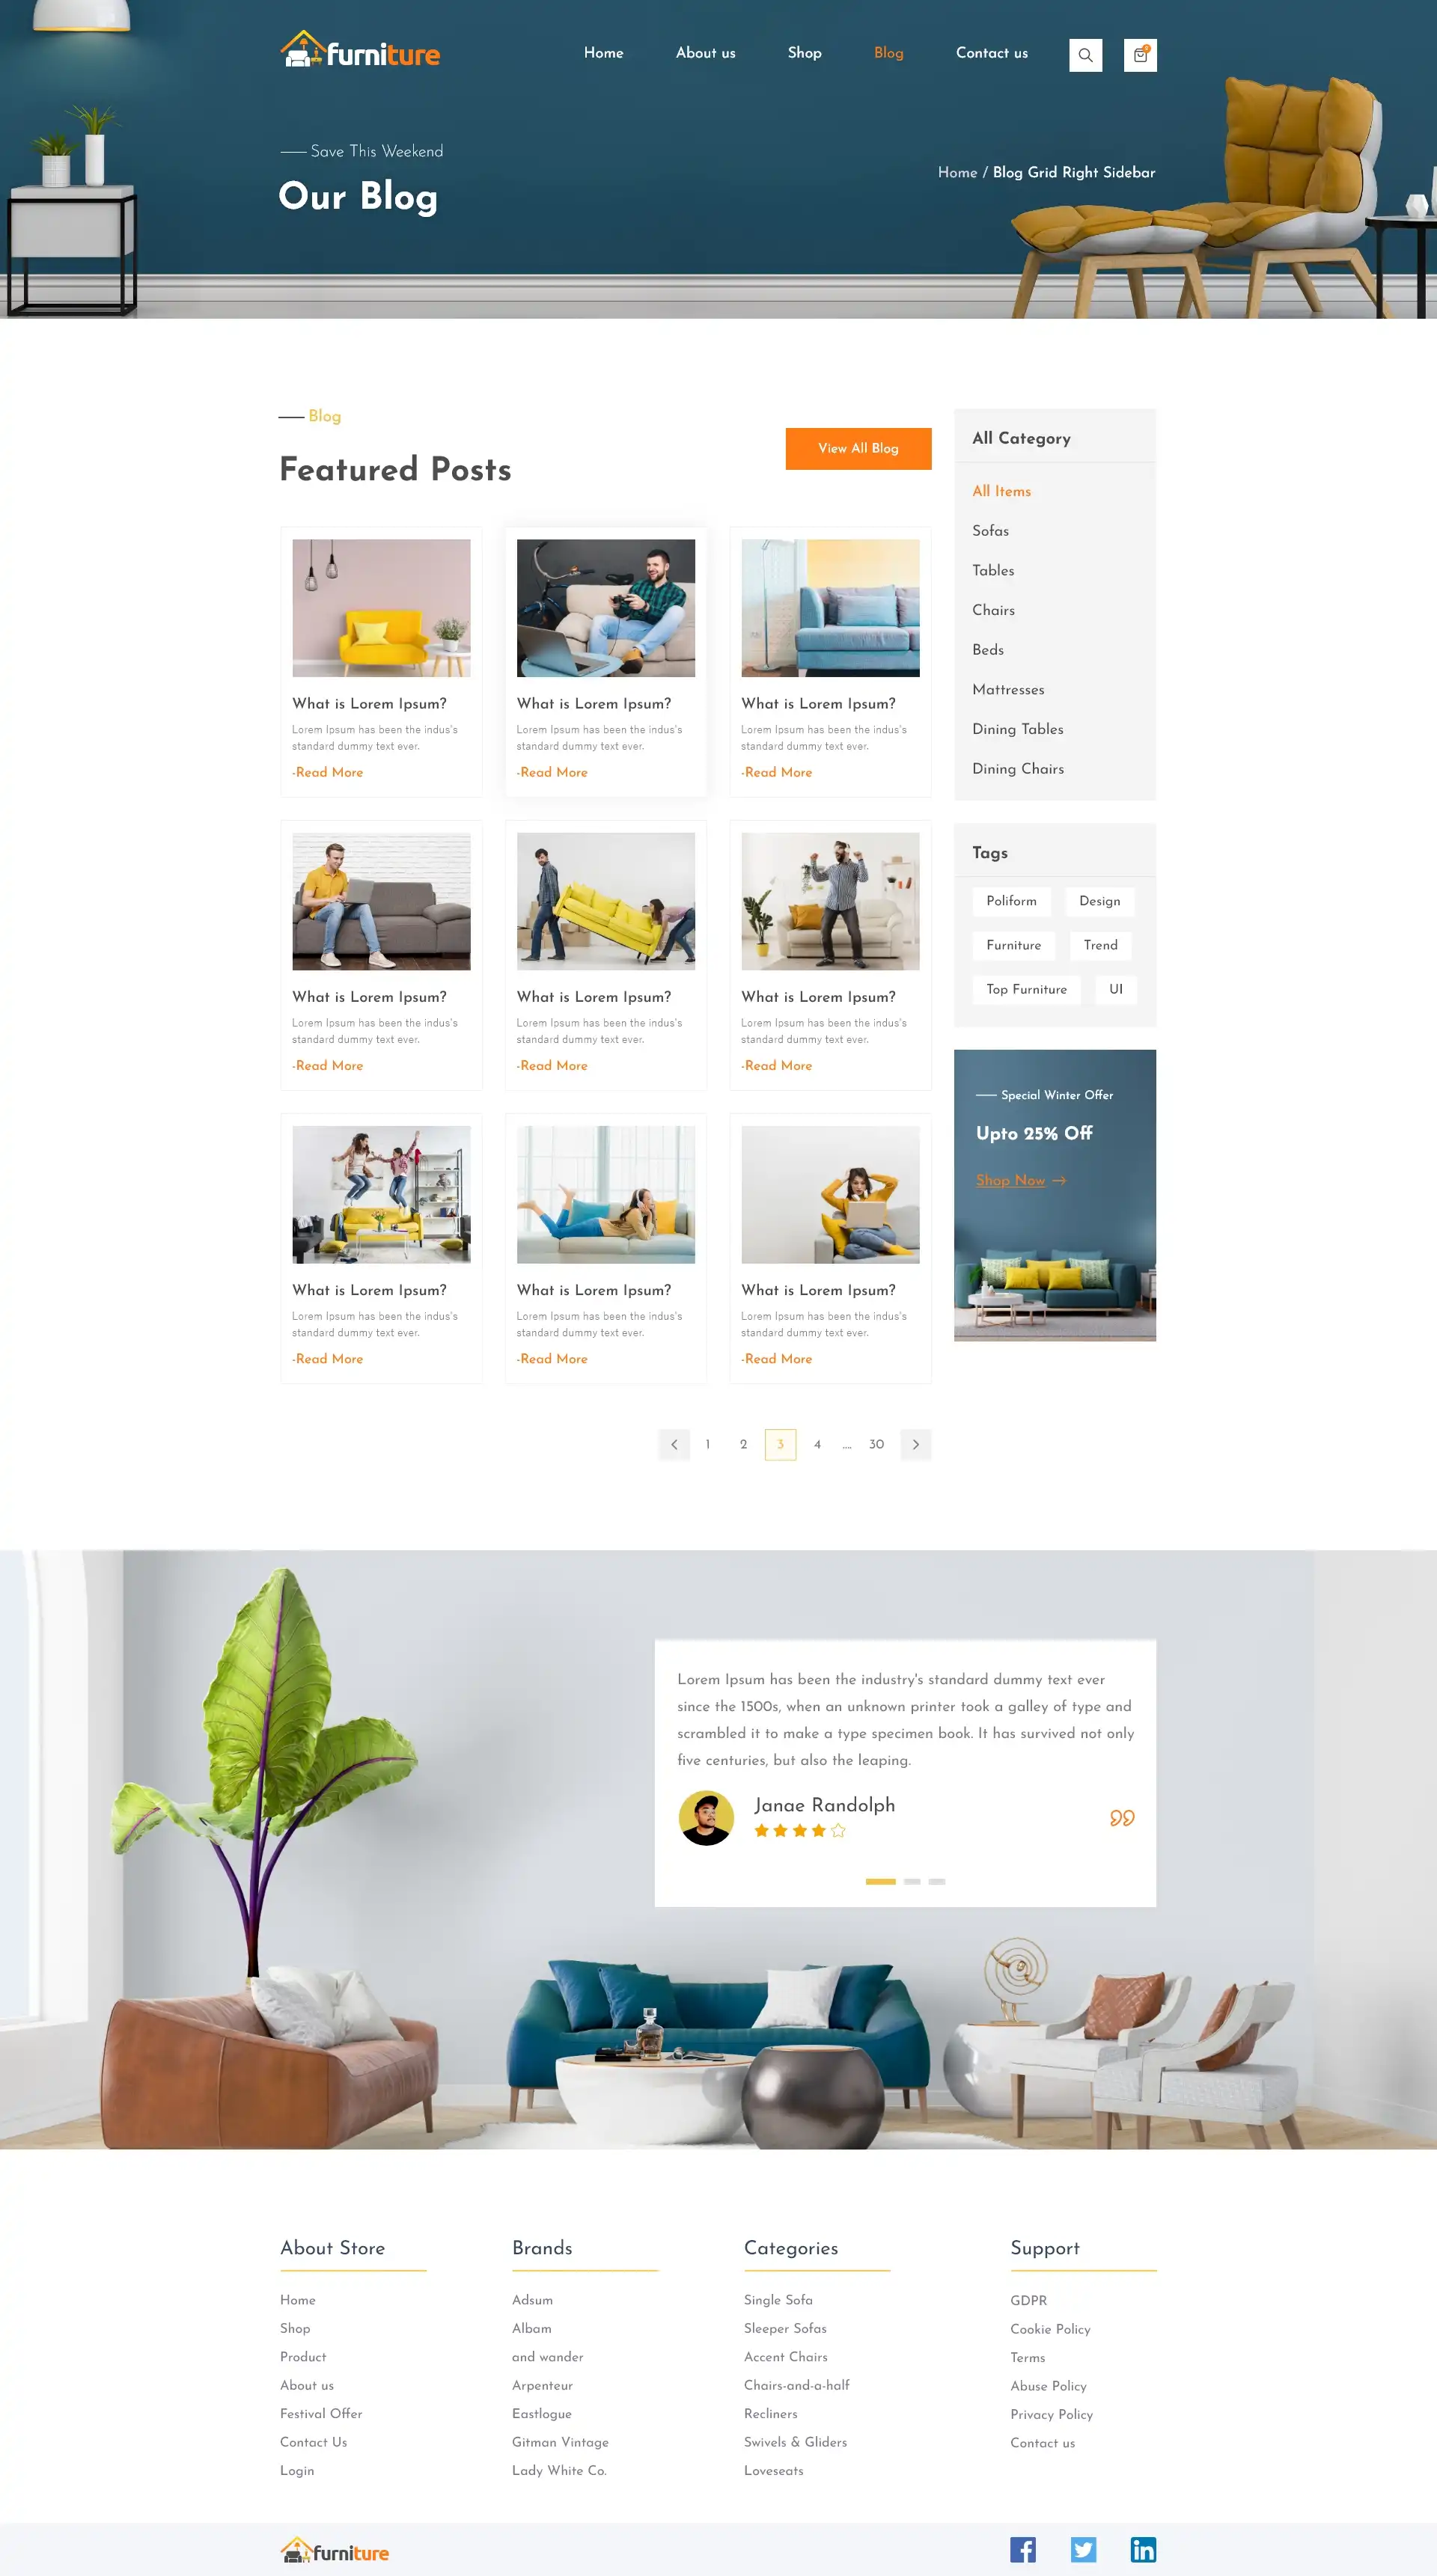 furniture
Home
About us
Shop
Blog
Contact us
Save This Weekend
Our Blog
Home / Blog Grid Right Sidebar
Blog
Featured Posts
View All Blog
What is Lorem Ipsum?
Lorem Ipsum has been the indus's
standard dummy text ever.
-Read More
What is Lorem Ipsum?
Lorem Ipsum has been the indus's
standard dummy text ever.
-Read More
What is Lorem Ipsum?
Lorem Ipsum has been the indus's
standard dummy text ever.
-Read More
What is Lorem Ipsum?
Lorem Ipsum has been the indus's
standard dummy text ever.
-Read More
What is Lorem Ipsum?
Lorem Ipsum has been the indus's
standard dummy text ever.
-Read More
What is Lorem Ipsum?
Lorem Ipsum has been the indus's
standard dummy text ever.
-Read More
What is Lorem Ipsum?
Lorem Ipsum has been the indus's
standard dummy text ever.
-Read More
What is Lorem Ipsum?
Lorem Ipsum has been the indus's
standard dummy text ever.
-Read More
What is Lorem Ipsum?
Lorem Ipsum has been the indus's
standard dummy text ever.
-Read More
1 2 3 4 .... 30
All Category
All Items
Sofas
Tables
Chairs
Beds
Mattresses
Dining Tables
Dining Chairs
Tags
Poliform
Design
Furniture
Trend
Top Furniture
UI
Special Winter Offer
Upto 25% Off
Shop Now
Lorem Ipsum has been the industry's standard dummy text ever
since the 1500s, when an unknown printer took a galley of type and
scrambled it to make a type specimen book. It has survived not only
five centuries, but also the leaping.
Janae Randolph
About Store
Home
Shop
Product
About us
Festival Offer
Contact Us
Login
Brands
Adsum
Albam
and wander
Arpenteur
Eastlogue
Gitman Vintage
Lady White Co.
Categories
Single Sofa
Sleeper Sofas
Accent Chairs
Chairs-and-a-half
Recliners
Swivels & Gliders
Loveseats
Support
GDPR
Cookie Policy
Terms
Abuse Policy
Privacy Policy
Contact us
furniture
f
in